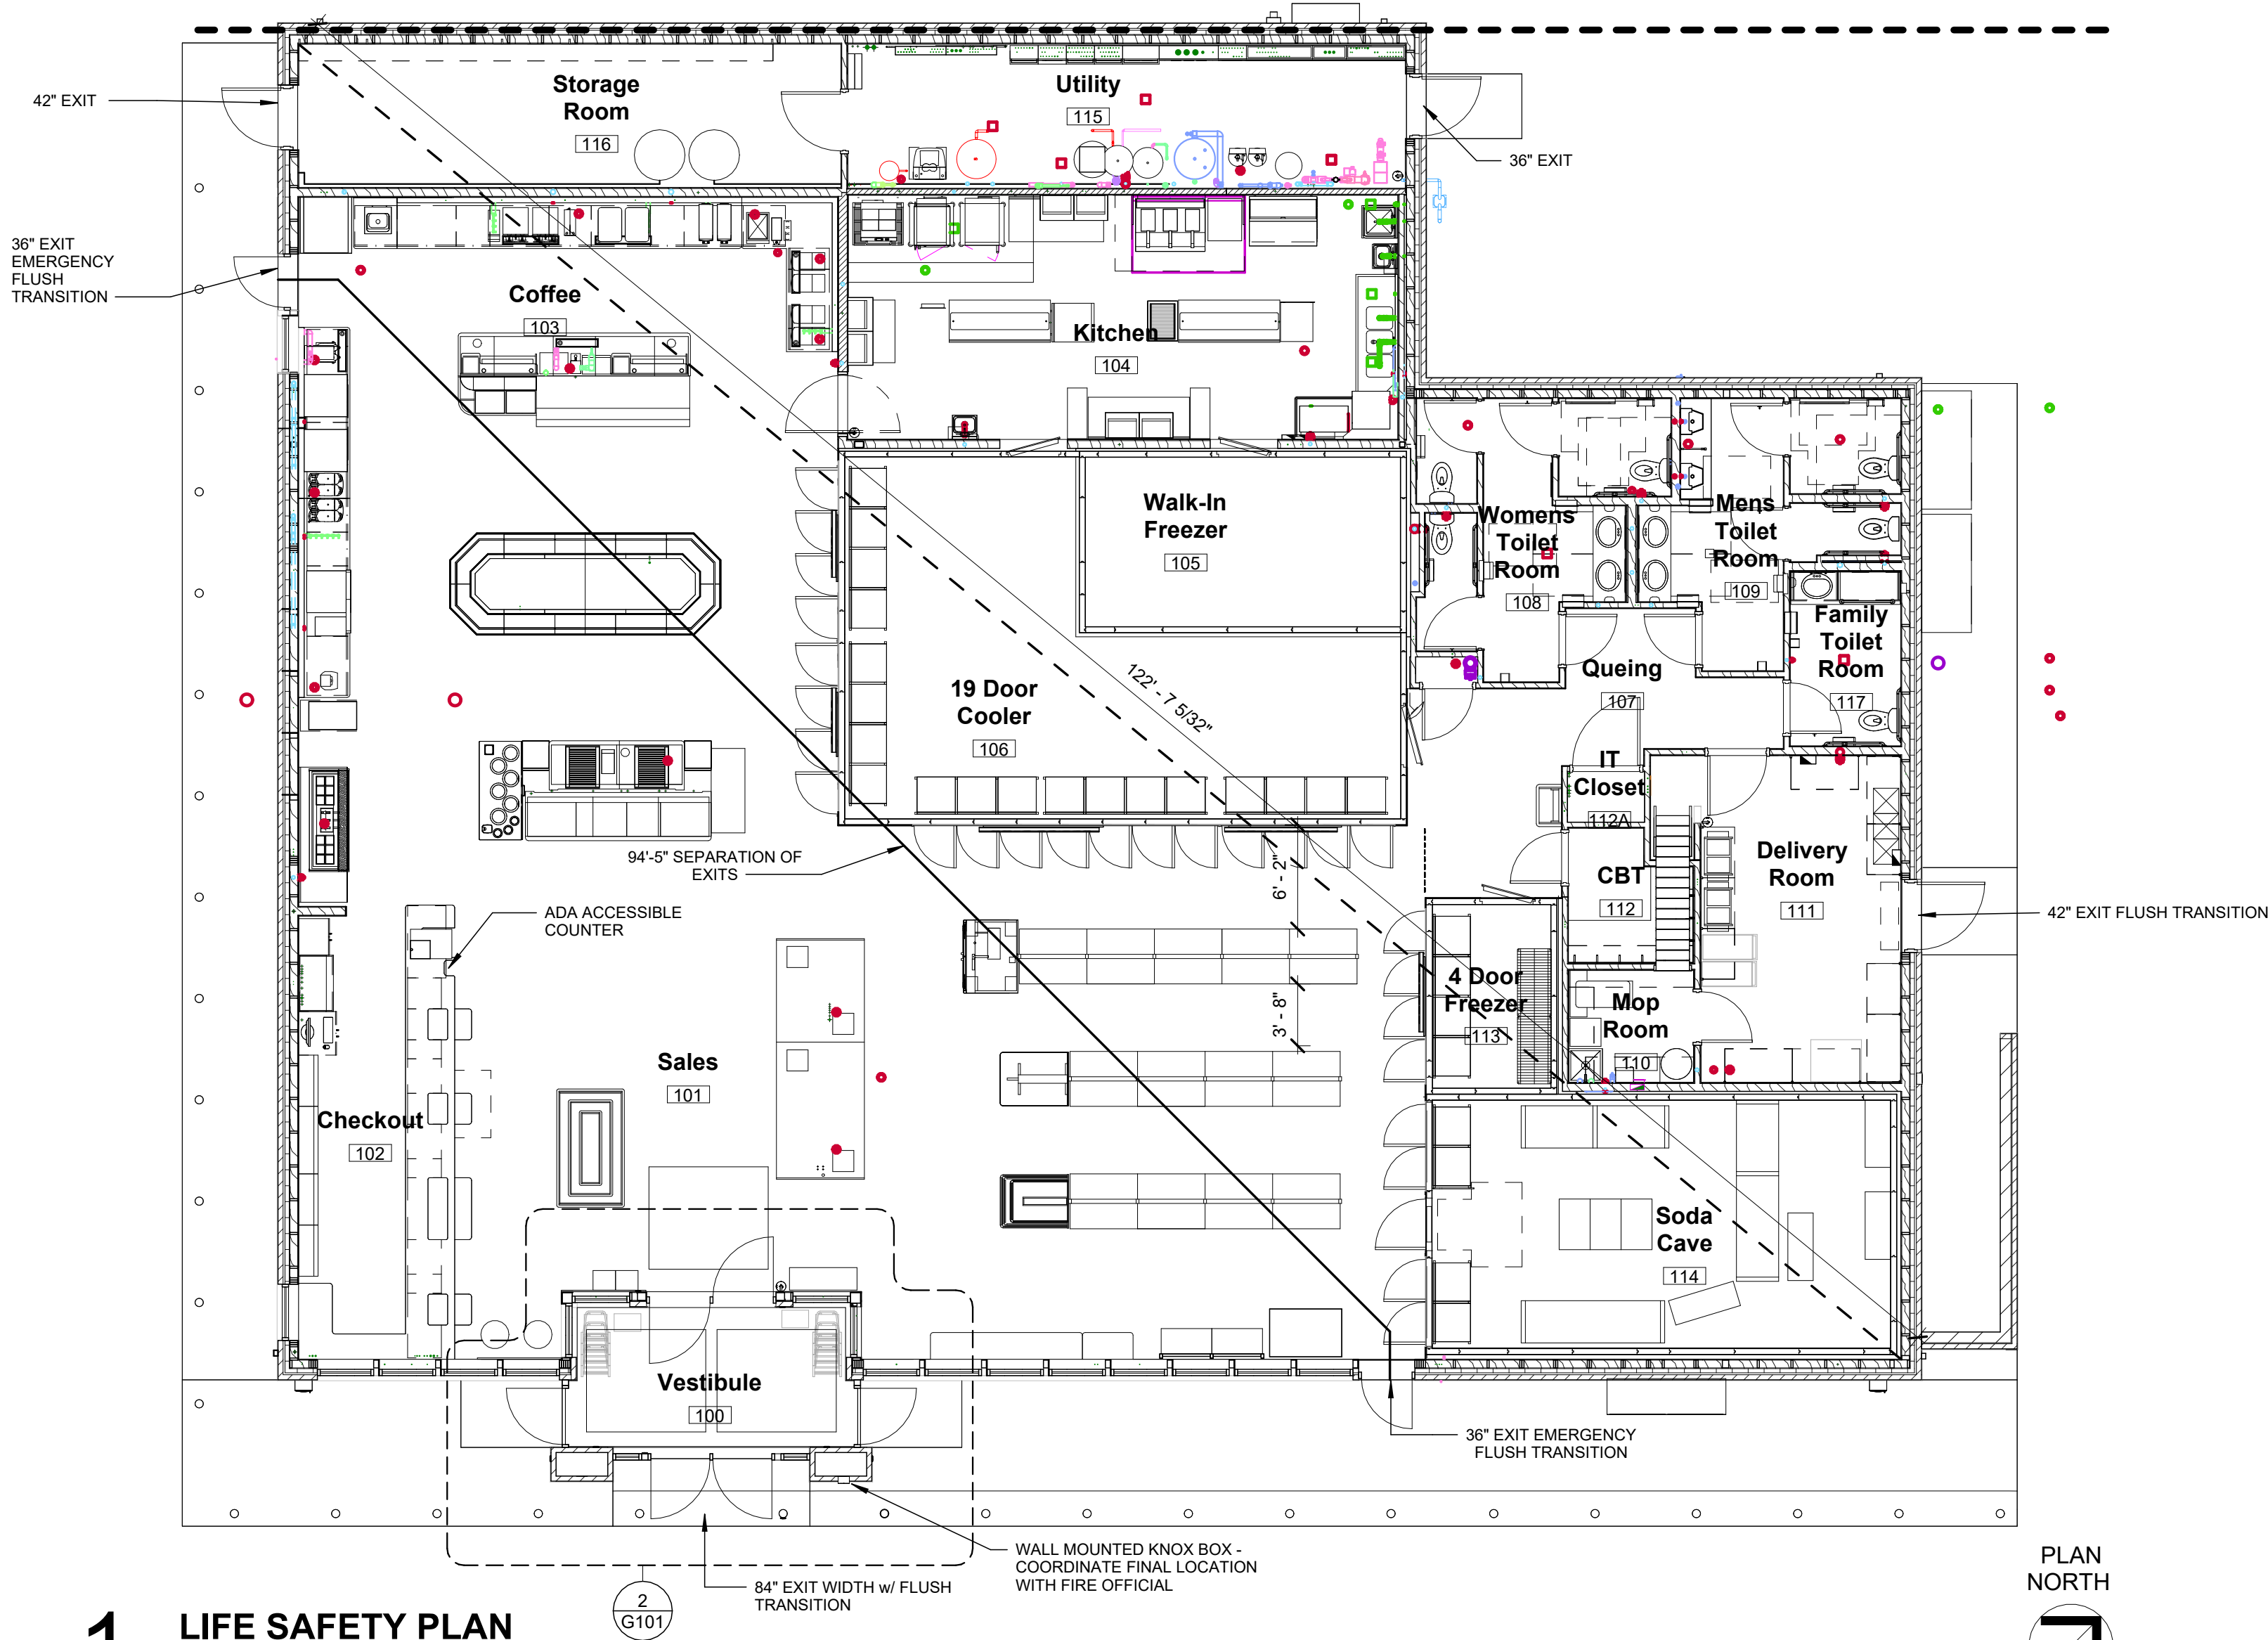 Storage
Room
116
Utility
115
42" EXIT
36" EXIT
36" EXIT
EMERGENCY
FLUSH
TRANSITION
Coffee
103
Kitchen
104
Walk-In
Freezer
105
Womens
Toilet
Room
108
Mens
Toilet
Room
109
Family
Toilet
Room
117
Queing
107
19 Door
Cooler
106
122' - 7 5/32"
IT
Closet
112A
94'-5" SEPARATION OF
EXITS
6' - 2"
CBT
112
Delivery
Room
111
42" EXIT FLUSH TRANSITION
ADA ACCESSIBLE
COUNTER
4 Door
Freezer
113
3' - 8"
Mop
Room
110
Sales
101
Checkout
102
Soda
Cave
114
Vestibule
100
36" EXIT EMERGENCY
FLUSH TRANSITION
WALL MOUNTED KNOX BOX -
COORDINATE FINAL LOCATION
WITH FIRE OFFICIAL
84" EXIT WIDTH w/ FLUSH
TRANSITION
2
G101
PLAN
NORTH
1
LIFE SAFETY PLAN